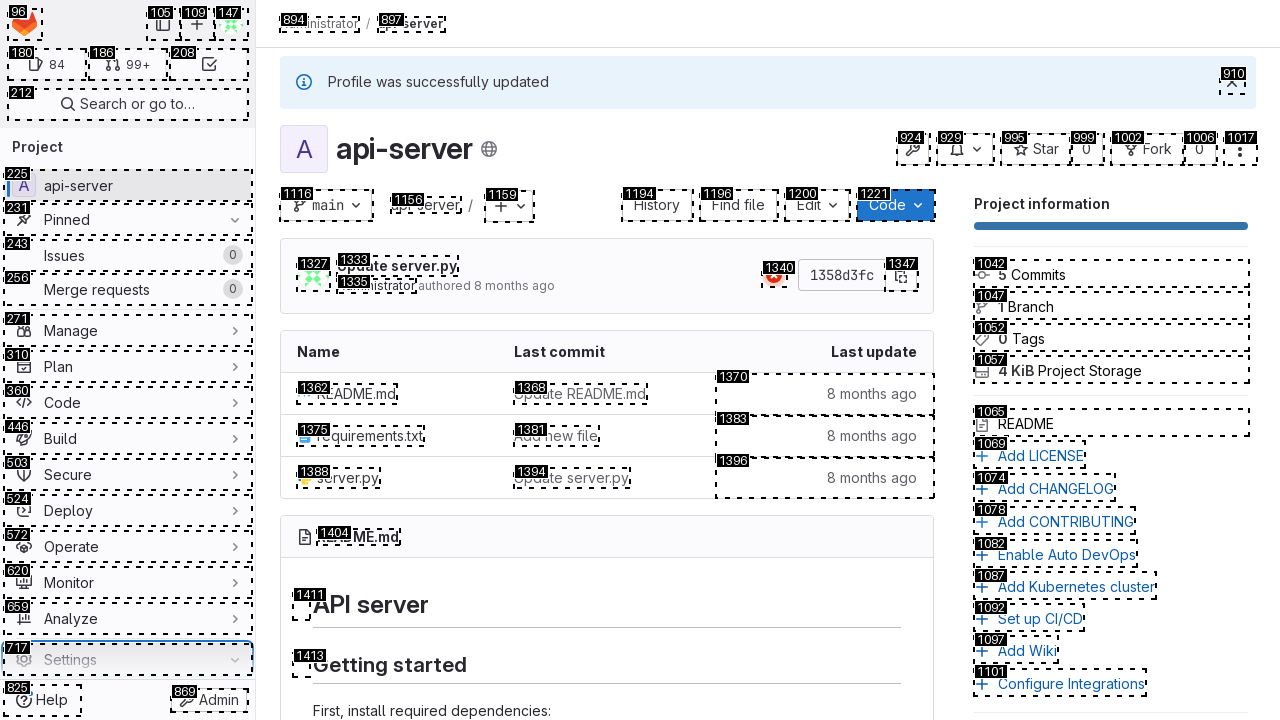 96
105
109
147
180
84
186
99+
208
212
Search or go to…
Project
225
A
api-server
231
Pinned
243
Issues
0
256
Merge requests
0
271
Manage
310
Plan
360
Code
446
Build
503
Secure
524
Deploy
572
Operate
620
Monitor
659
Analyze
717
Settings
825
Help
869
Admin
894
administrator
/
897
api-server
Profile was successfully updated
910
A
api-server
924
929
995
Star
999
0
1002
Fork
1006
0
1017
1116
main
1156
api-server
/
1159
1194
History
1196
Find file
1200
Edit
1221
Code
1327
1333
Update server.py
1335
administrator authored 8 months ago
1340
1358d3fc
1347
Name
Last commit
Last update
1362
README.md
1368
Update README.md
1370
8 months ago
1375
requirements.txt
1381
Add new file
1383
8 months ago
1388
server.py
1394
Update server.py
1396
8 months ago
1404
README.md
1411
API server
1413
Getting started
First, install required dependencies:
Project information
1042
5 Commits
1047
1 Branch
1052
0 Tags
1057
4 KiB Project Storage
1065
README
1069
Add LICENSE
1074
Add CHANGELOG
1078
Add CONTRIBUTING
1082
Enable Auto DevOps
1087
Add Kubernetes cluster
1092
Set up CI/CD
1097
Add Wiki
1101
Configure Integrations